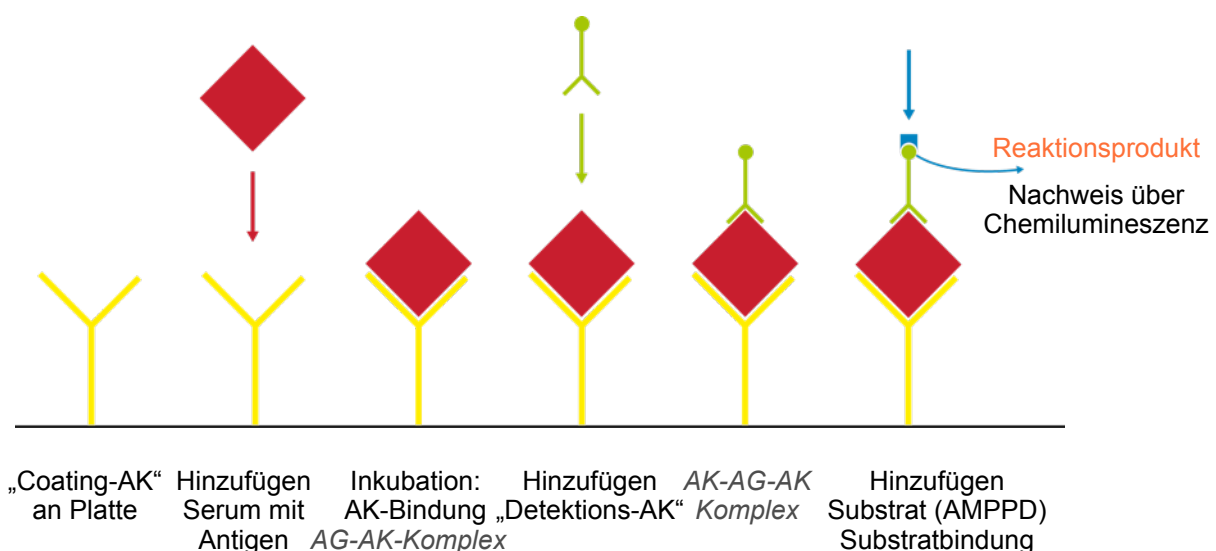 Reaktionsprodukt
Nachweis über
Chemilumineszenz
„Coating-AK“
an Platte
Hinzufügen
Serum mit
Antigen
Inkubation:
AK-Bindung
AG-AK-Komplex
Hinzufügen
„Detektions-AK“
AK-AG-AK
Komplex
Hinzufügen
Substrat (AMPPD)
Substratbindung